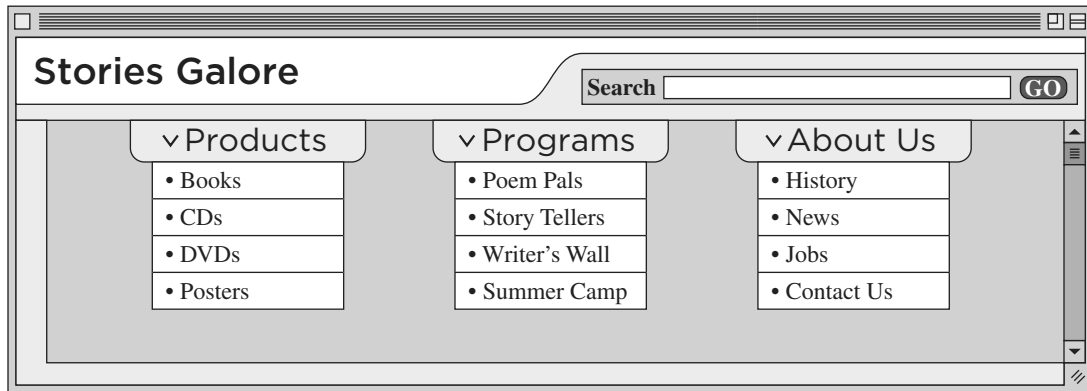 Stories Galore
Search GO
Products
• Books
• CDs
• DVDs
• Posters
Programs
• Poem Pals
• Story Tellers
• Writer’s Wall
• Summer Camp
About Us
• History
• News
• Jobs
• Contact Us